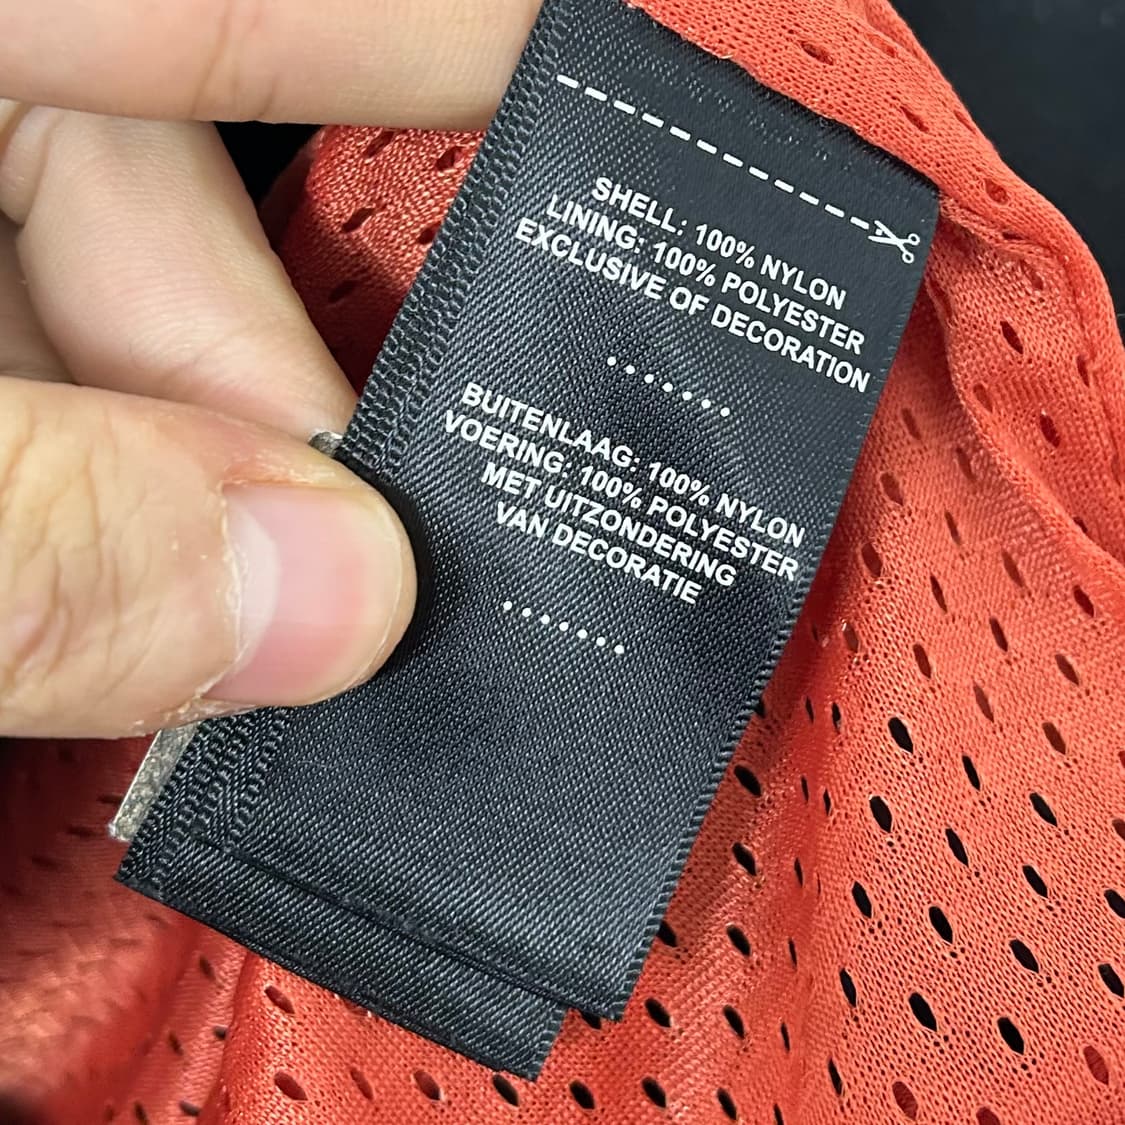 SHELL: 100% NYLON
LINING: 100% POLYESTER
EXCLUSIVE OF DECORATION
BUITENLAAG: 100% NYLON
VOERING: 100% POLYESTER
MET UITZONDERING
VAN DECORATIE